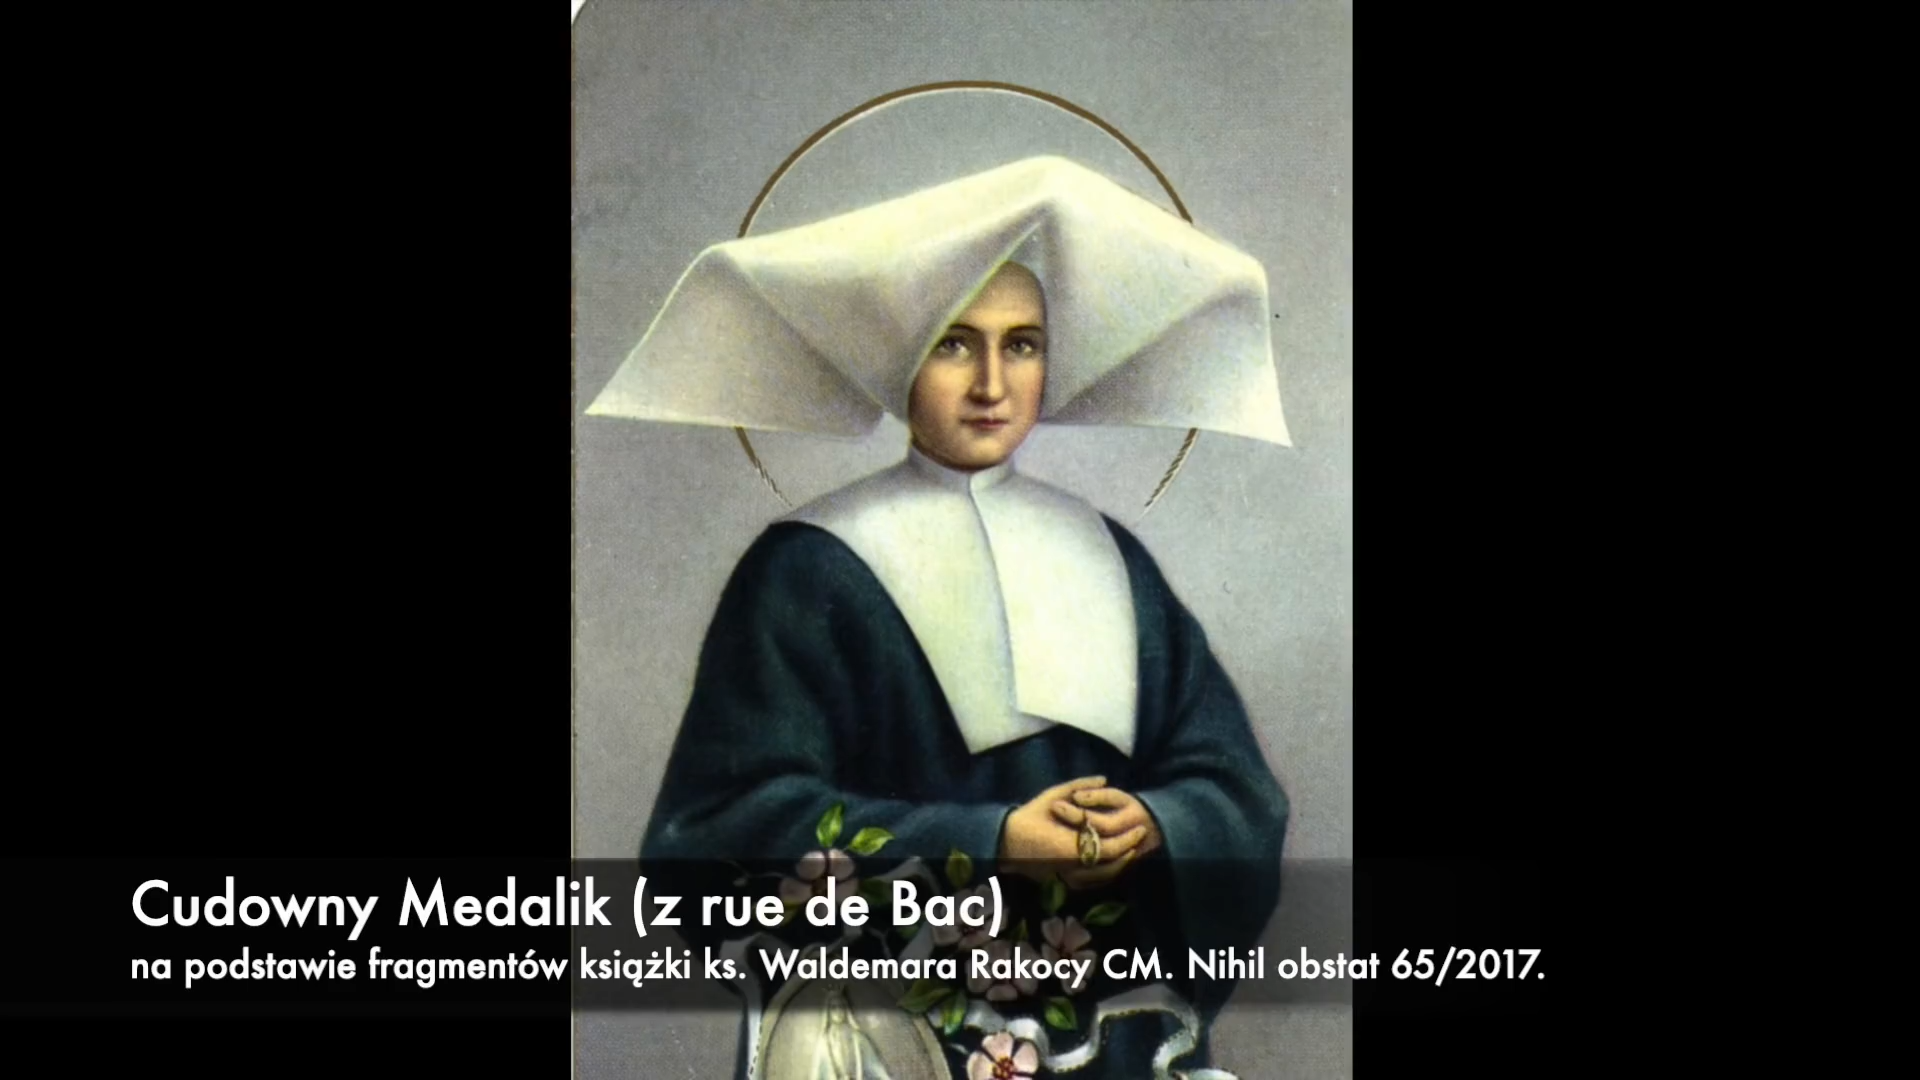 Cudowny Medalik (z rue de Bac)
na podstawie fragmentów książki ks. Waldemara Rakocy CM. Nihil obstat 65/2017.